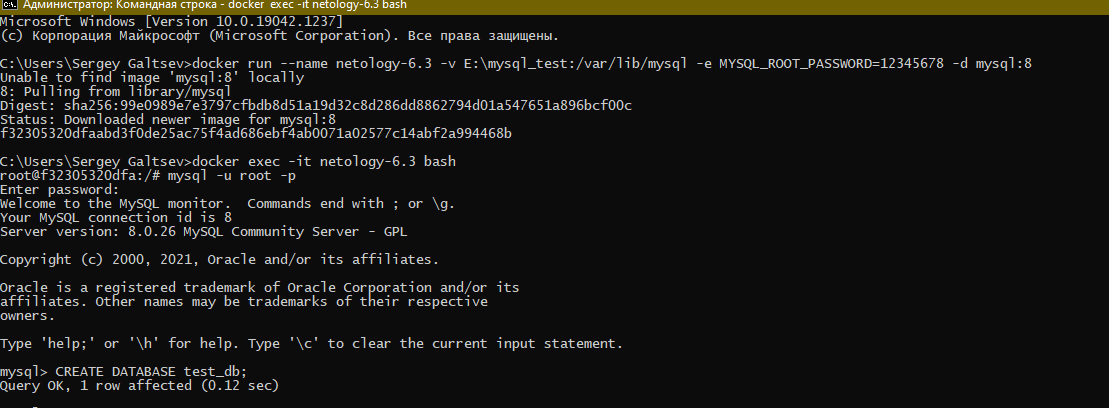 Администратор: Командная строка - docker exec -it netology-6.3 bash
Microsoft Windows [Version 10.0.19042.1237]
(c) Корпорация Майкрософт (Microsoft Corporation). Все права защищены.
C:\Users\Sergey Galtsev>docker run --name netology-6.3 -v E:\mysql_test:/var/lib/mysql -e MYSQL_ROOT_PASSWORD=12345678 -d mysql:8
Unable to find image 'mysql:8' locally
8: Pulling from library/mysql
Digest: sha256:99e0989e7e3797cfbdb8d51a19d32c8d286dd8862794d01a547651a896bcf00c
Status: Downloaded newer image for mysql:8
f32305320dfaabd3f0de25ac75f4ad686ebf4ab0071a02577c14abf2a994468b
C:\Users\Sergey Galtsev>docker exec -it netology-6.3 bash
root@f32305320dfa:/# mysql -u root -p
Enter password:
Welcome to the MySQL monitor.  Commands end with ; or \g.
Your MySQL connection id is 8
Server version: 8.0.26 MySQL Community Server - GPL
Copyright (c) 2000, 2021, Oracle and/or its affiliates.
Oracle is a registered trademark of Oracle Corporation and/or its
affiliates. Other names may be trademarks of their respective
owners.
Type 'help;' or '\h' for help. Type '\c' to clear the current input statement.
mysql> CREATE DATABASE test_db;
Query OK, 1 row affected (0.12 sec)